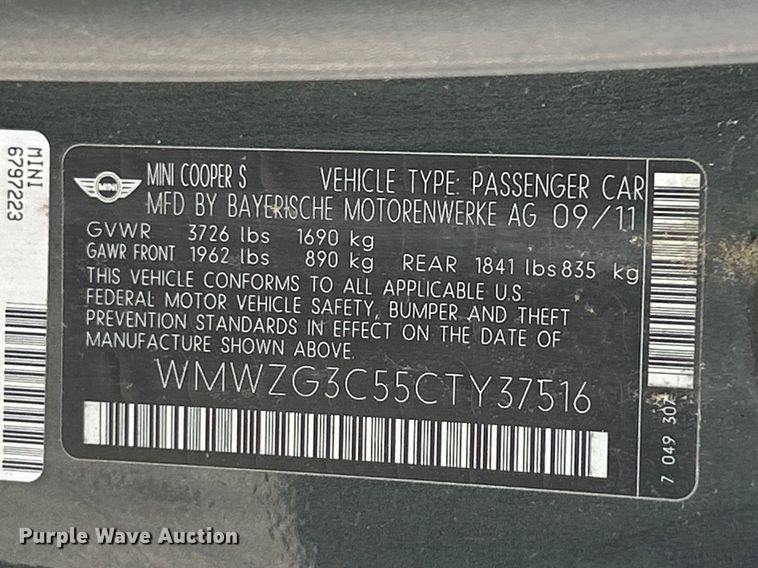 MINI
6797223
MINI
MINI COOPER S VEHICLE TYPE: PASSENGER CAR
MFD BY BAYERISCHE MOTORENWERKE AG 09/11
GVWR 3726 lbs 1690 kg
GAWR FRONT 1962 lbs 890 kg REAR 1841 lbs 835 kg
THIS VEHICLE CONFORMS TO ALL APPLICABLE U.S.
FEDERAL MOTOR VEHICLE SAFETY, BUMPER AND THEFT
PREVENTION STANDARDS IN EFFECT ON THE DATE OF
MANUFACTURE SHOWN ABOVE.
WMWZG3C55CTY37516
7 049 302
Purple Wave Auction